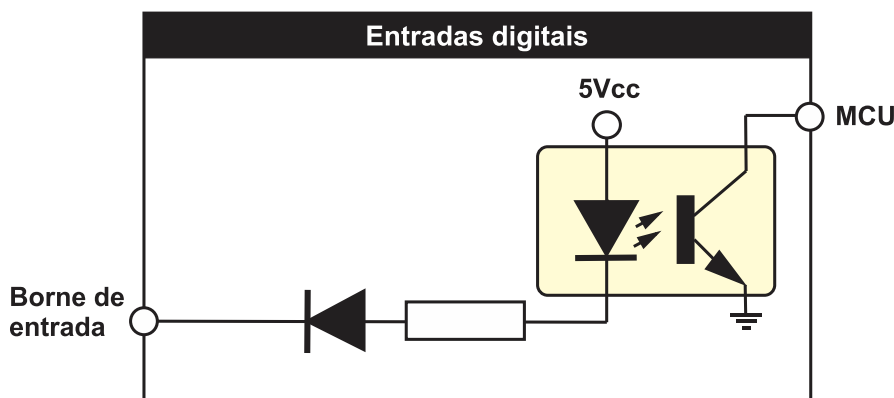 Entradas digitais
5Vcc
MCU
Borne de
entrada